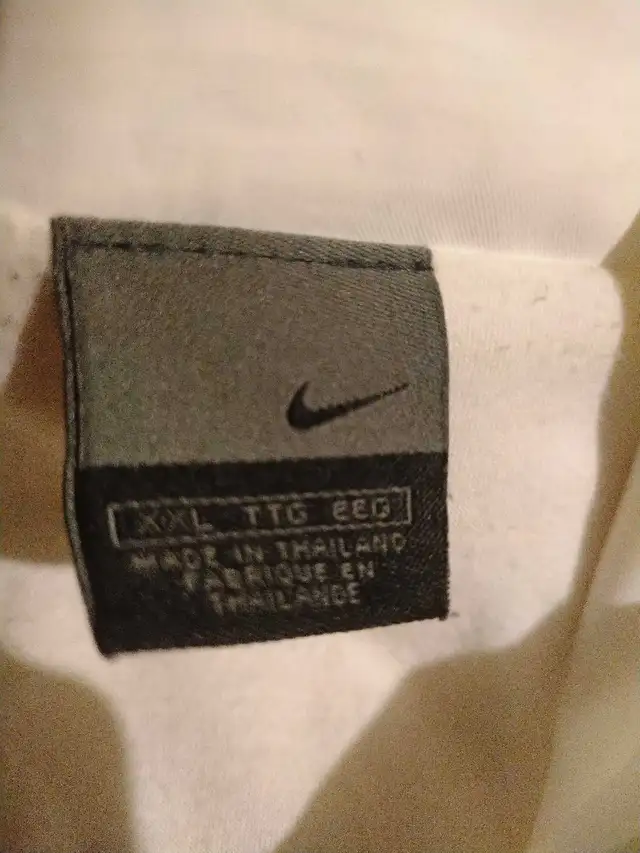 XXL TTG EEG
MADE IN THAILAND
FABRIQUE EN
THAILANDE